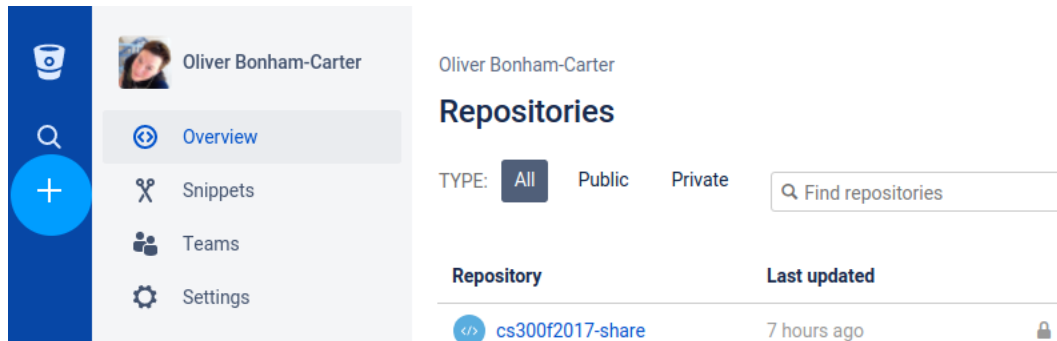 Oliver Bonham-Carter
Overview
Snippets
Teams
Settings
Oliver Bonham-Carter
Repositories
TYPE: All Public Private Find repositories
Repository Last updated
cs300f2017-share 7 hours ago